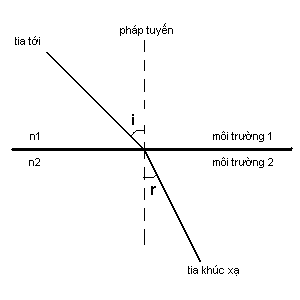 pháp tuyến
tia tới
i
n1
môi trường 1
n2
môi trường 2
r
tia khúc xạ